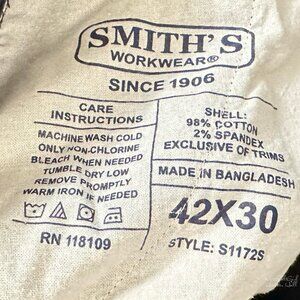 SMITH'S
WORKWEAR®
SINCE 1906
CARE
INSTRUCTIONS
MACHINE WASH COLD
ONLY NON-CHLORINE
BLEACH WHEN NEEDED
TUMBLE DRY LOW
REMOVE PROMPTLY
WARM IRON IF NEEDED
RN 118109
SHELL:
98% COTTON
2% SPANDEX
EXCLUSIVE OF TRIMS
MADE IN BANGLADESH
42X30
STYLE: S1172S